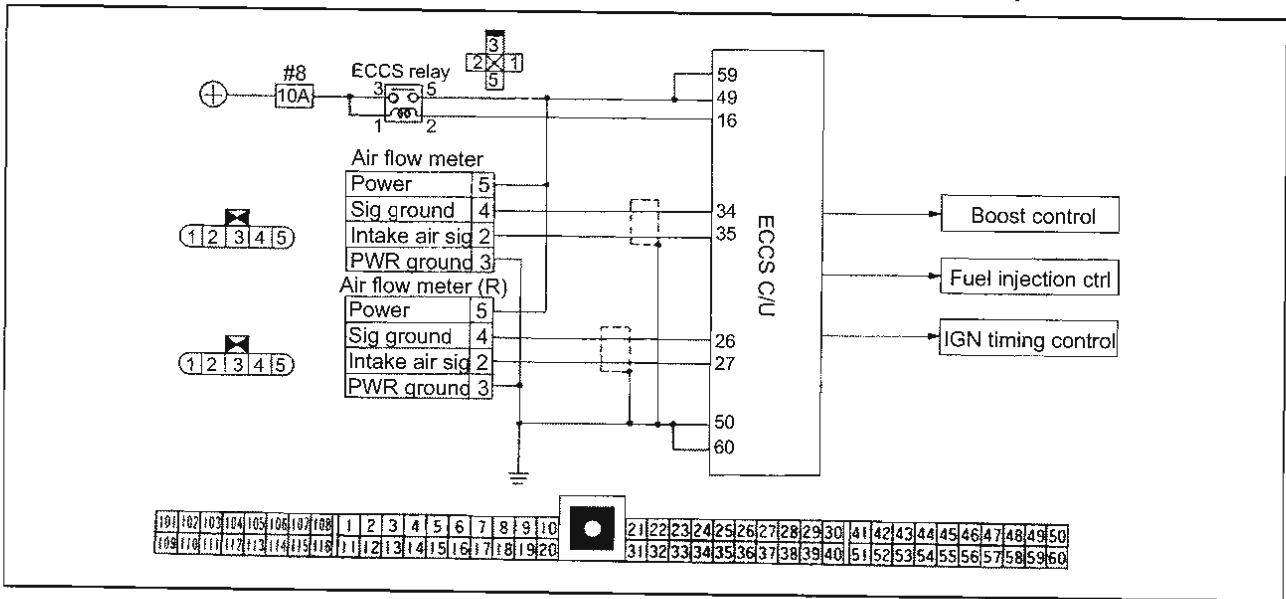 #8
10A
ECCS relay
3 5
1 2
3
2 1
5
Air flow meter
Power 5
Sig ground 4
Intake air sig 2
PWR ground 3
1 2 3 4 5
Air flow meter (R)
Power 5
Sig ground 4
Intake air sig 2
PWR ground 3
1 2 3 4 5
59
49
16
34
35
26
27
50
60
ECCS C/U
Boost control
Fuel injection ctrl
IGN timing control
101 102 103 104 105 106 107 108 1 2 3 4 5 6 7 8 9 10 21 22 23 24 25 26 27 28 29 30 41 42 43 44 45 46 47 48 49 50
109 110 111 112 113 114 115 116 11 12 13 14 15 16 17 18 19 20 31 32 33 34 35 36 37 38 39 40 51 52 53 54 55 56 57 58 59 60